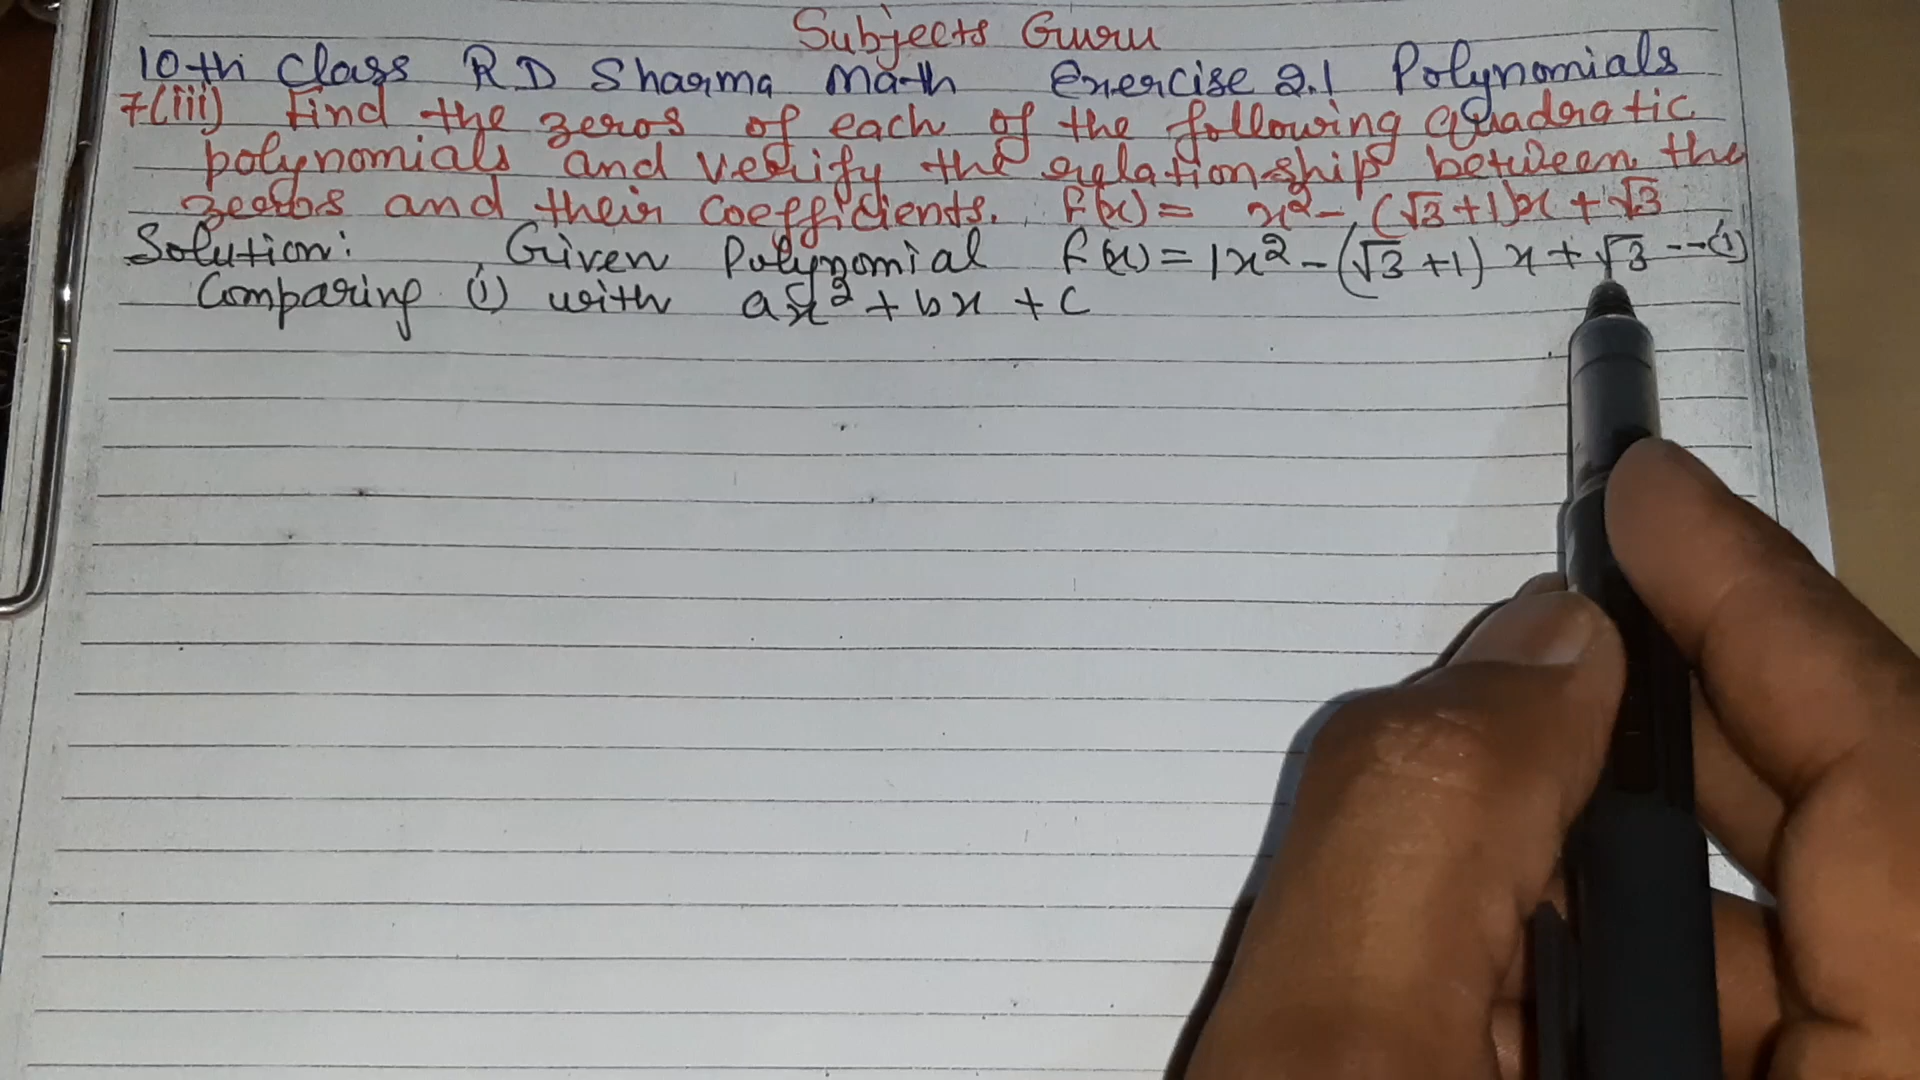 Subjects Guru
10th Class RD Sharma Math Exercise 2.1 Polynomials
7(iii) Find the zeros of each of the following quadratic
polynomials and verify the relationship between the
zeros and their coefficients. f(x) = x² - (√3+1)x + √3
Solution: Given Polynomial f(x) = 1x² - (√3+1) x + √3 --(i)
Comparing (i) with ax² + bx + c